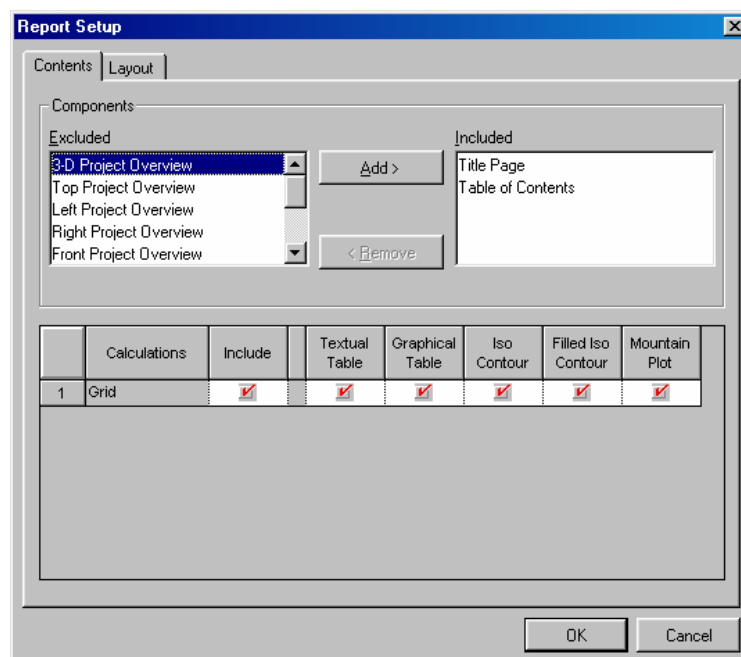 Report Setup
Contents Layout
Components
Excluded
3-D Project Overview
Top Project Overview
Left Project Overview
Right Project Overview
Front Project Overview
Add >
< Remove
Included
Title Page
Table of Contents
Calculations Include Textual Table Graphical Table Iso Contour Filled Iso Contour Mountain Plot
1 Grid
OK Cancel